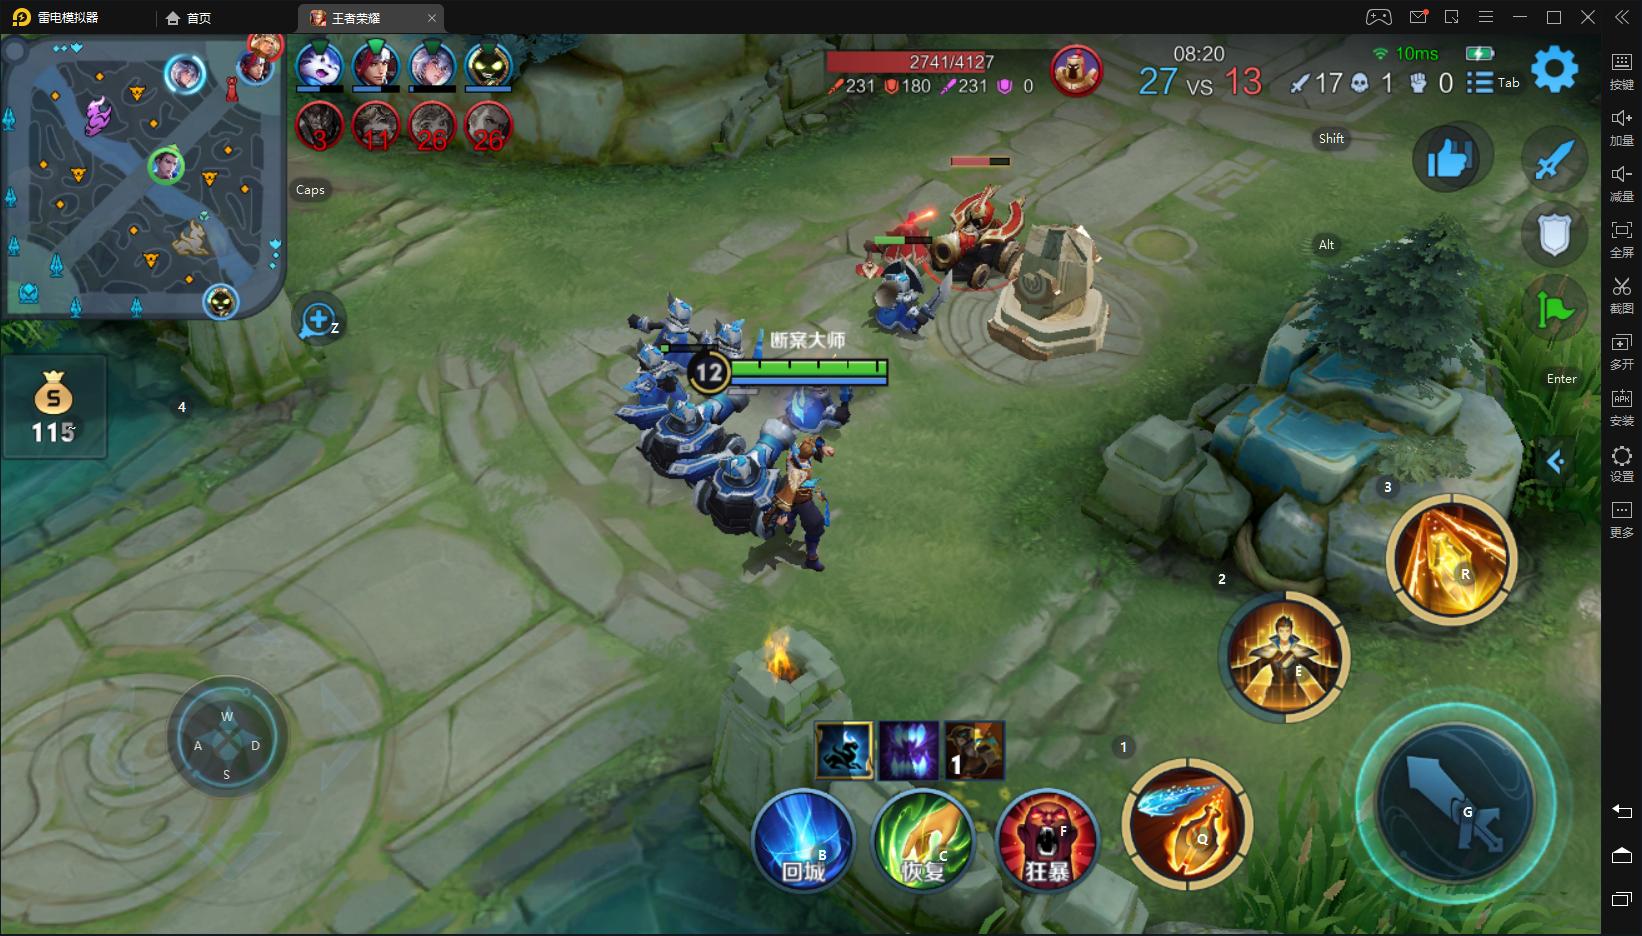 雷电模拟器
首页
王者荣耀
2741/4127
231 180 231 0
08:20
27 VS 13
10ms
17 1 0
Tab
3 11 26 26
Caps
Shift
Alt
Enter
Z
S
115
4
断案大师
12
3
R
2
E
1
Q
G
W
A D
S
1
B
回城
C
恢复
F
狂暴
按键
加量
减量
全屏
截图
多开
APK
安装
设置
更多